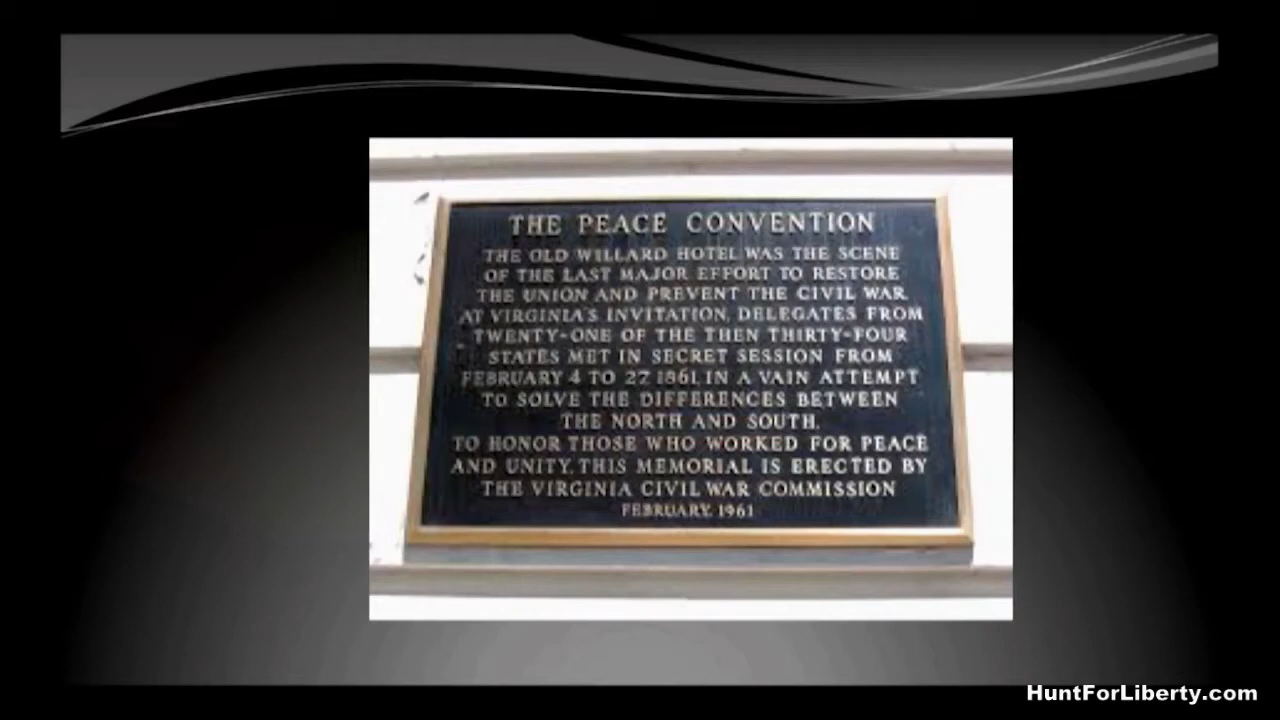 THE PEACE CONVENTION
THE OLD WILLARD HOTEL WAS THE SCENE
OF THE LAST MAJOR EFFORT TO RESTORE
THE UNION AND PREVENT THE CIVIL WAR.
AT VIRGINIA'S INVITATION, DELEGATES FROM
TWENTY-ONE OF THE THEN THIRTY-FOUR
STATES MET IN SECRET SESSION FROM
FEBRUARY 4 TO 27 1861, IN A VAIN ATTEMPT
TO SOLVE THE DIFFERENCES BETWEEN
THE NORTH AND SOUTH.
TO HONOR THOSE WHO WORKED FOR PEACE
AND UNITY, THIS MEMORIAL IS ERECTED BY
THE VIRGINIA CIVIL WAR COMMISSION
FEBRUARY, 1961
HuntForLiberty.com